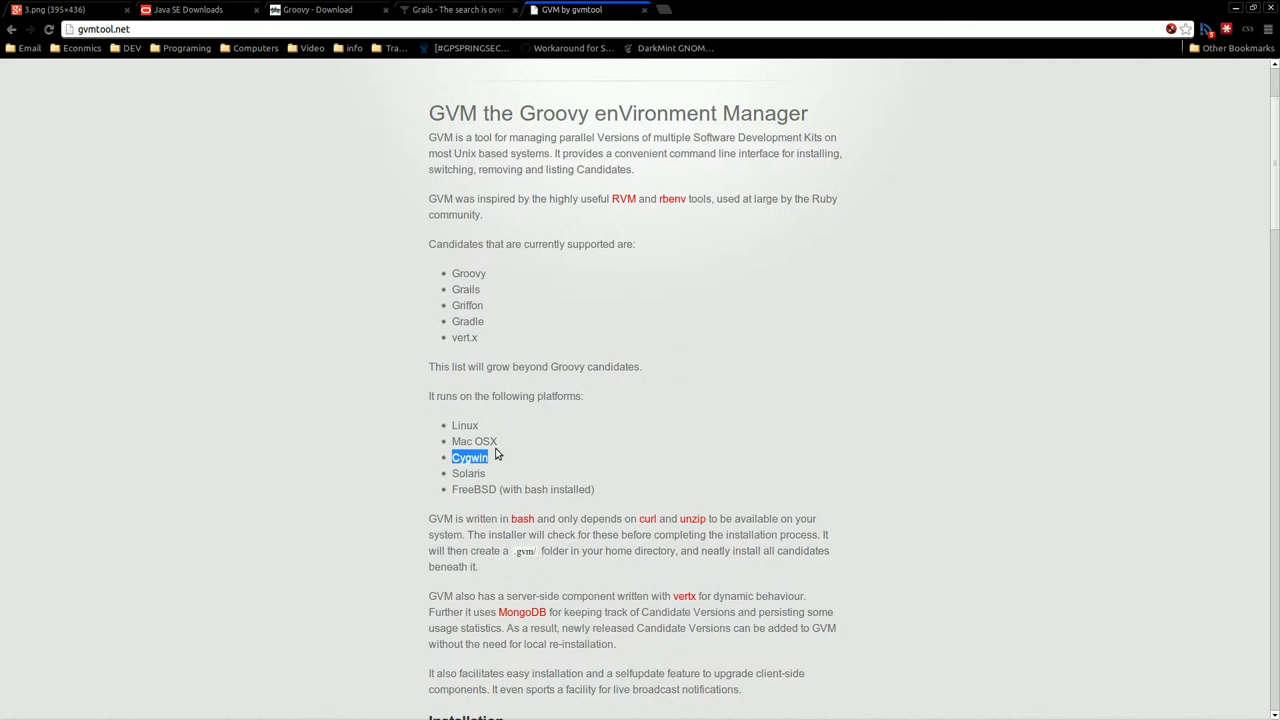 3.png (395×436)
Java SE Downloads
Groovy - Download
Grails - The search is over
GVM by gvmtool
gvmtool.net
5
css
Email
Econmics
DEV
Programing
Computers
Video
info
Tra...
[#GPSPRINGSEC...
Workaround for S...
DarkMint GNOM...
Other Bookmarks
GVM the Groovy enVironment Manager
GVM is a tool for managing parallel Versions of multiple Software Development Kits on
most Unix based systems. It provides a convenient command line interface for installing,
switching, removing and listing Candidates.
GVM was inspired by the highly useful RVM and rbenv tools, used at large by the Ruby
community.
Candidates that are currently supported are:
Groovy
Grails
Griffon
Gradle
vert.x
This list will grow beyond Groovy candidates.
It runs on the following platforms:
Linux
Mac OSX
Cygwin
Solaris
FreeBSD (with bash installed)
GVM is written in bash and only depends on curl and unzip to be available on your
system. The installer will check for these before completing the installation process. It
will then create a .gvm/ folder in your home directory, and neatly install all candidates
beneath it.
GVM also has a server-side component written with vertx for dynamic behaviour.
Further it uses MongoDB for keeping track of Candidate Versions and persisting some
usage statistics. As a result, newly released Candidate Versions can be added to GVM
without the need for local re-installation.
It also facilitates easy installation and a selfupdate feature to upgrade client-side
components. It even sports a facility for live broadcast notifications.
Installation